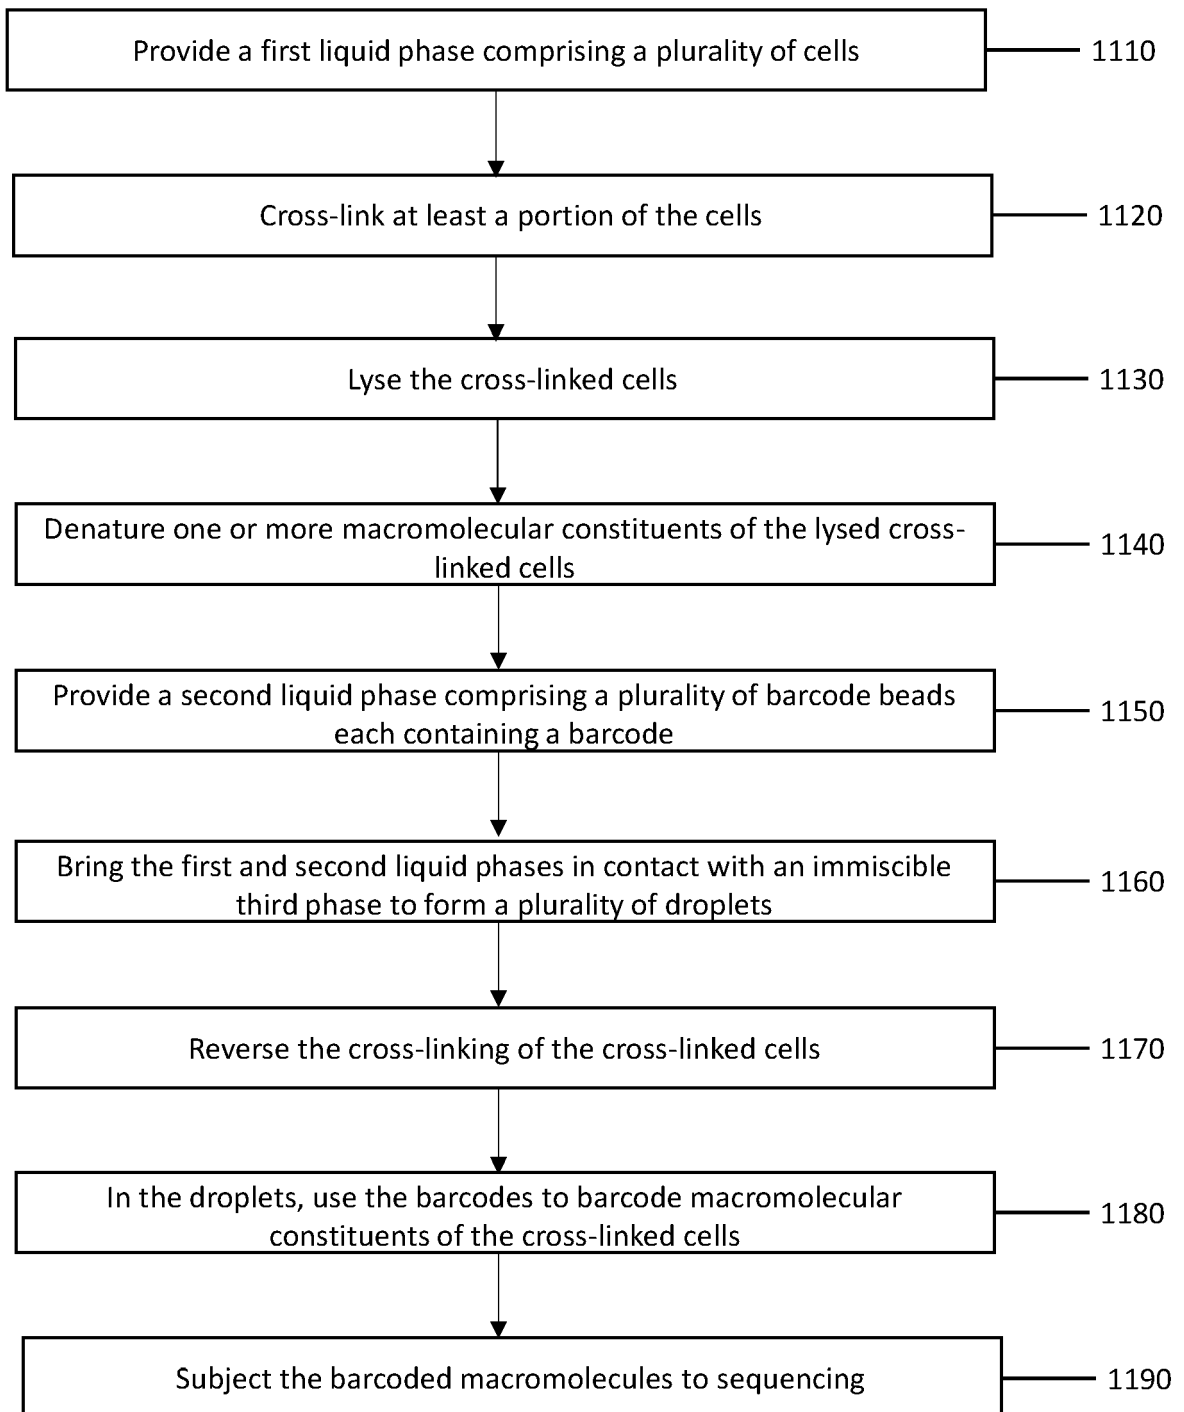 Provide a first liquid phase comprising a plurality of cells
1110
Cross-link at least a portion of the cells
1120
Lyse the cross-linked cells
1130
Denature one or more macromolecular constituents of the lysed cross-
linked cells
1140
Provide a second liquid phase comprising a plurality of barcode beads
each containing a barcode
1150
Bring the first and second liquid phases in contact with an immiscible
third phase to form a plurality of droplets
1160
Reverse the cross-linking of the cross-linked cells
1170
In the droplets, use the barcodes to barcode macromolecular
constituents of the cross-linked cells
1180
Subject the barcoded macromolecules to sequencing
1190